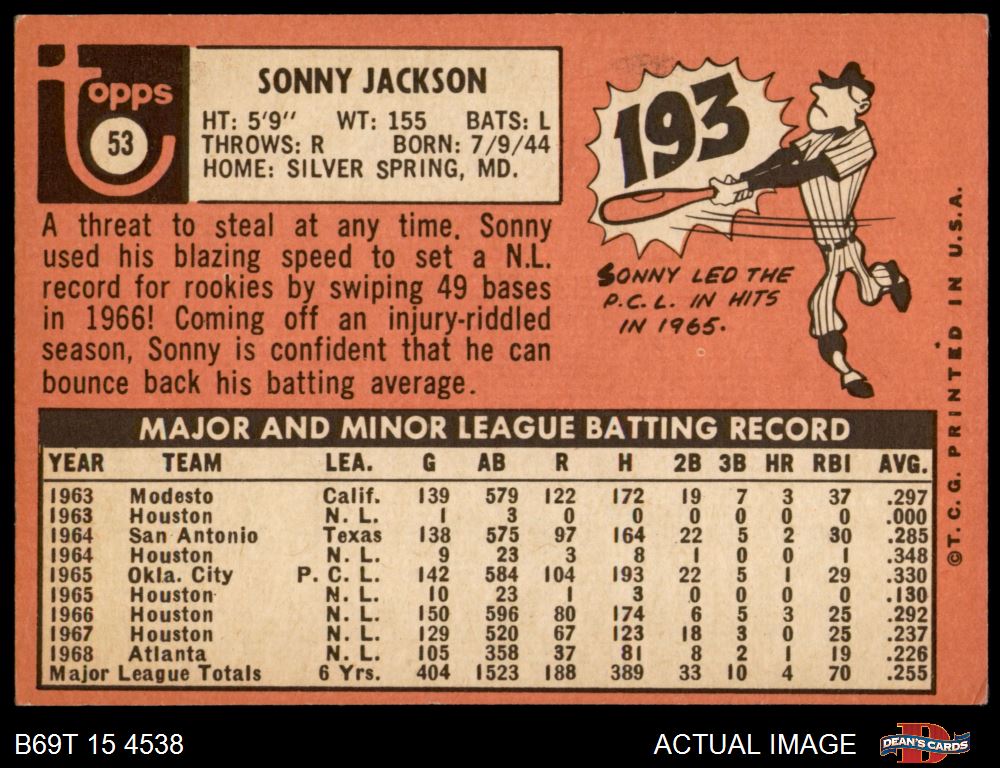 Topps
53
SONNY JACKSON
HT: 5'9" WT: 155 BATS: L
THROWS: R BORN: 7/9/44
HOME: SILVER SPRING, MD.
A threat to steal at any time, Sonny
used his blazing speed to set a N.L.
record for rookies by swiping 49 bases
in 1966! Coming off an injury-riddled
season, Sonny is confident that he can
bounce back his batting average.
193
SONNY LED THE
P.C.L. IN HITS
IN 1965.
©T.C.G. PRINTED IN U.S.A.
MAJOR AND MINOR LEAGUE BATTING RECORD
YEAR TEAM LEA. G AB R H 2B 3B HR RBI AVG.
1963 Modesto Calif. 139 579 122 172 19 7 3 37 .297
1963 Houston N. L. 1 3 0 0 0 0 0 0 .000
1964 San Antonio Texas 138 575 97 164 22 5 2 30 .285
1964 Houston N. L. 9 23 3 8 1 0 0 1 .348
1965 Okla. City P. C. L. 142 584 104 193 22 5 1 29 .330
1965 Houston N. L. 10 23 1 3 0 0 0 0 .130
1966 Houston N. L. 150 596 80 174 6 5 3 25 .292
1967 Houston N. L. 129 520 67 123 18 3 0 25 .237
1968 Atlanta N. L. 105 358 37 81 8 2 1 19 .226
Major League Totals 6 Yrs. 404 1523 188 389 33 10 4 70 .255
B69T 15 4538
ACTUAL IMAGE
DEAN'S CARDS